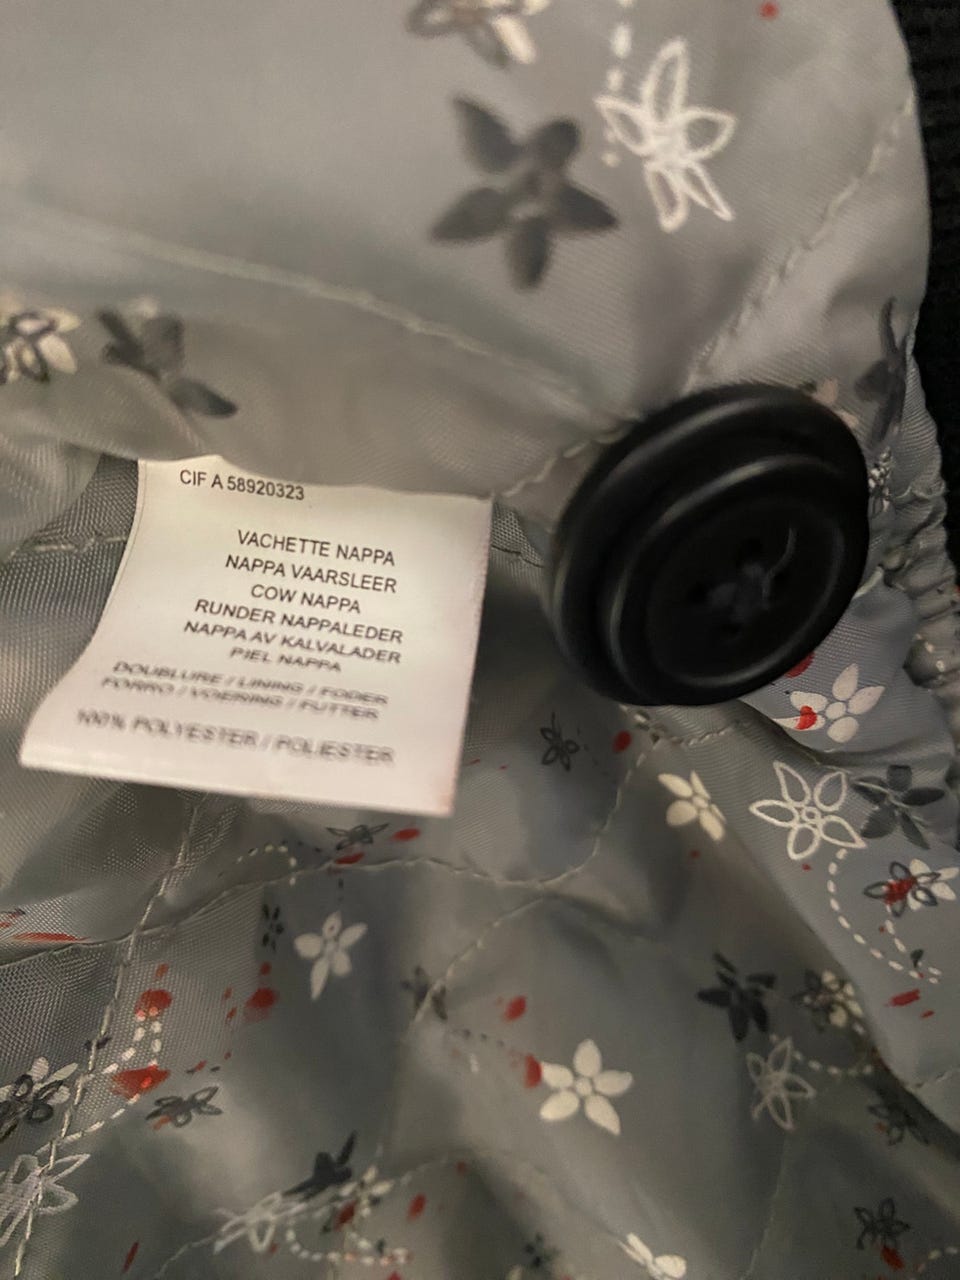 CIF A 58920323
VACHETTE NAPPA
NAPPA VAARSLEER
COW NAPPA
RUNDER NAPPALEDER
NAPPA AV KALVALADER
PIEL NAPPA
DOUBLURE / LINING / FODER
FORRO / VOERING / FUTTER
100% POLYESTER / POLIESTER